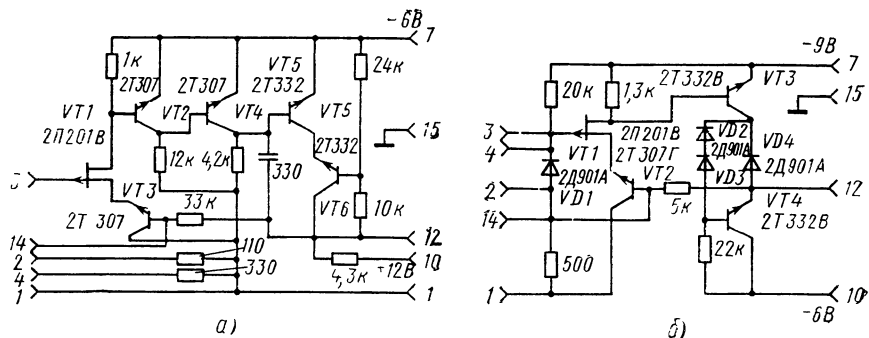 -6В
7
1к
2Т307
VT2
2Т307
VT4
VT5
2Т332
VT5
24к
VT1
2П201В
15
2Т332
12к
4,2к
330
VT3
2Т 307
33к
VT6
10к
14
2
4
1
110
330
12
10
4,3к
+12В
1
а)
-9В
7
20к
1,3к
2Т332В
VT3
15
3
4
2П201В
VT1
2Т307Г
VD2
2Д901А
VD4
2Д901А
2
2Д901А
VD1
VT2
VD3
12
14
5к
VT4
2Т332В
500
22к
1
10
-6В
б)